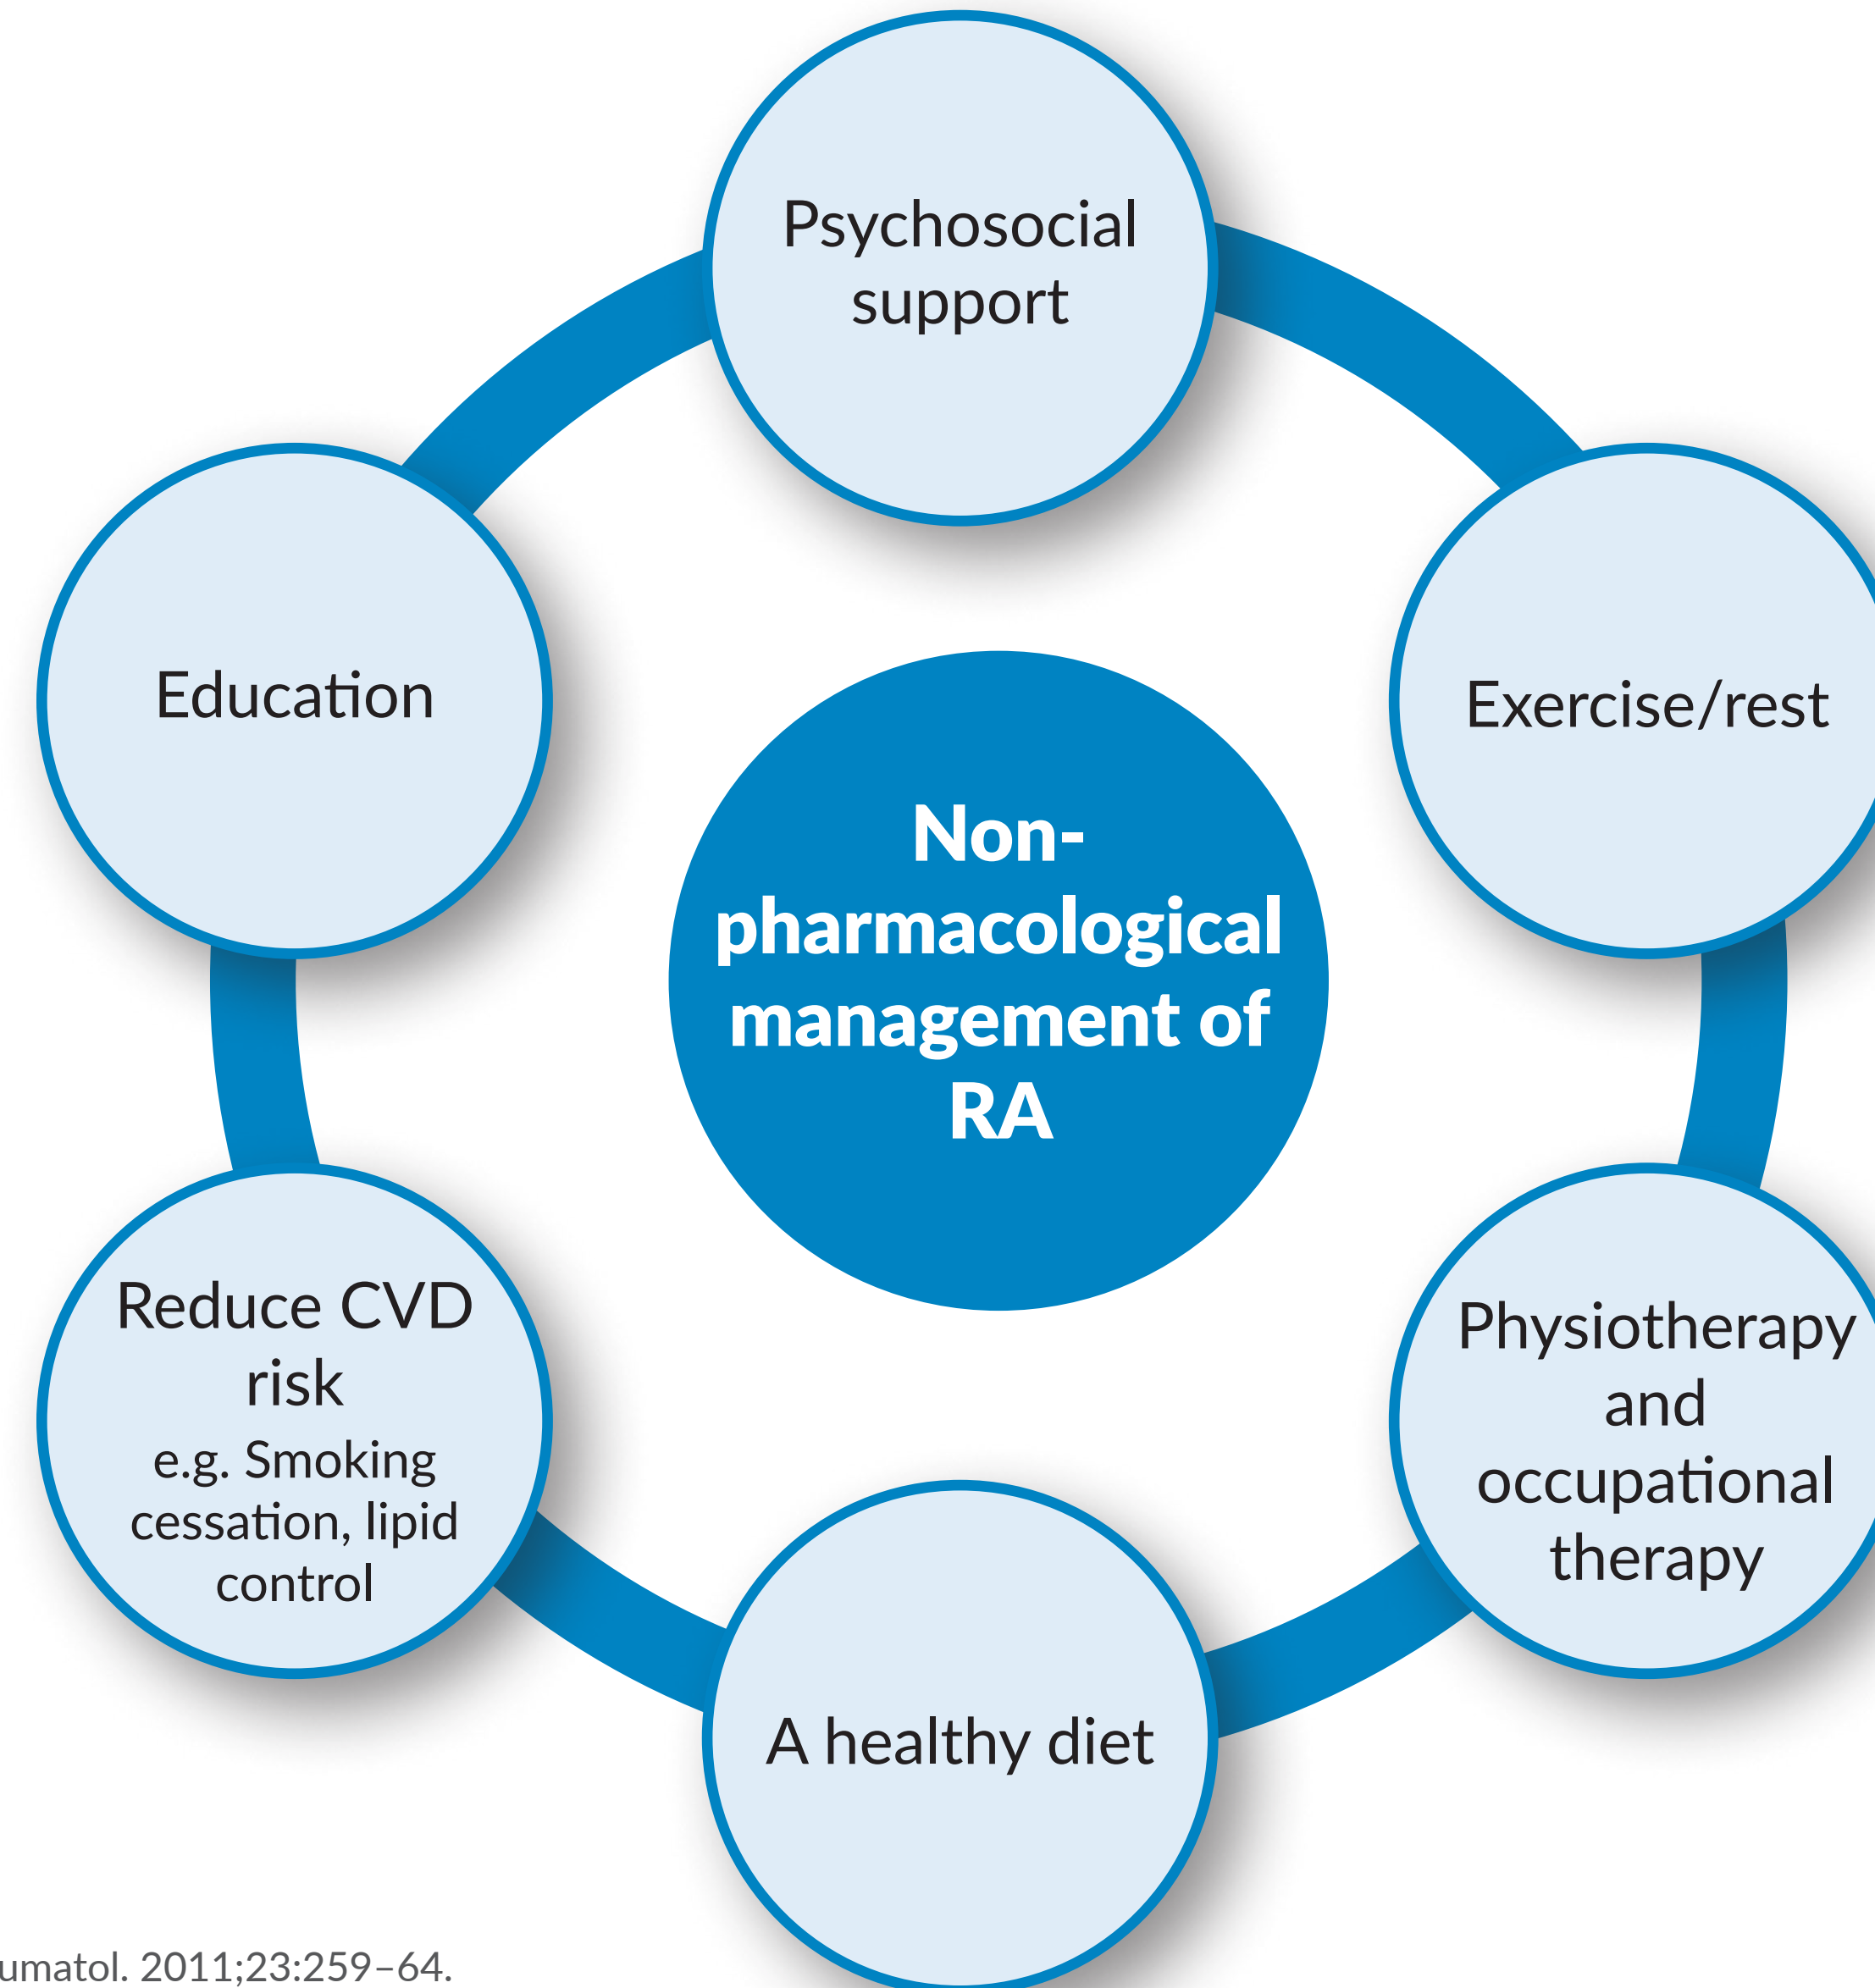 Psychosocial
support
Education
Exercise/rest
Non-
pharmacological
management of
RA
Reduce CVD
risk
e.g. Smoking
cessation, lipid
control
Physiotherapy
and
occupational
therapy
A healthy diet
umatol. 2011;23:259–64.